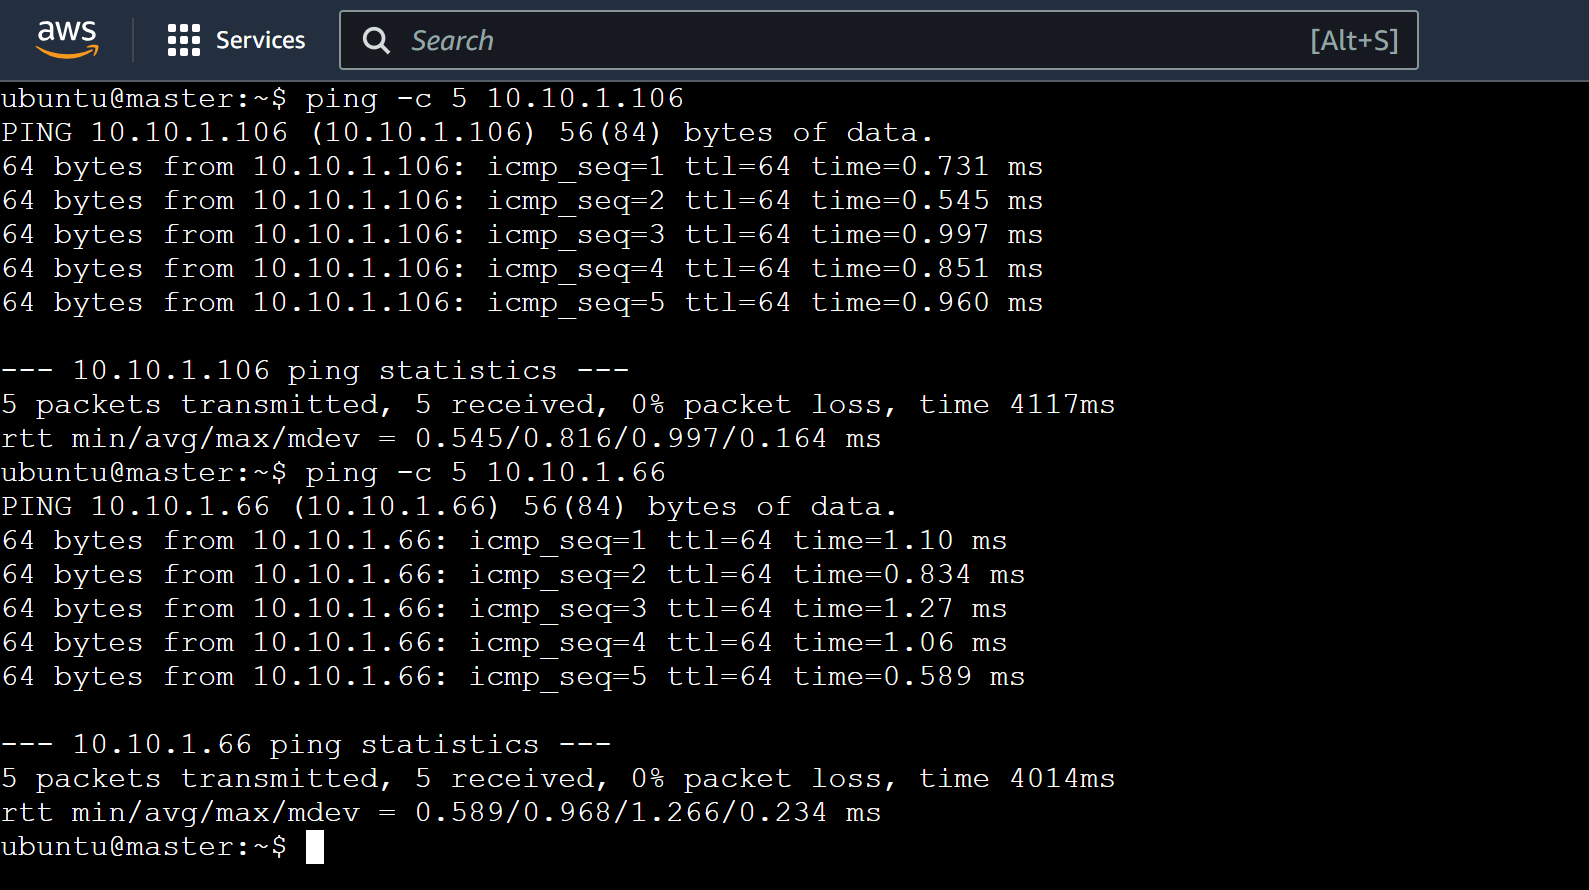 aws
Services
Search
[Alt+S]
ubuntu@master:~$ ping -c 5 10.10.1.106
PING 10.10.1.106 (10.10.1.106) 56(84) bytes of data.
64 bytes from 10.10.1.106: icmp_seq=1 ttl=64 time=0.731 ms
64 bytes from 10.10.1.106: icmp_seq=2 ttl=64 time=0.545 ms
64 bytes from 10.10.1.106: icmp_seq=3 ttl=64 time=0.997 ms
64 bytes from 10.10.1.106: icmp_seq=4 ttl=64 time=0.851 ms
64 bytes from 10.10.1.106: icmp_seq=5 ttl=64 time=0.960 ms
--- 10.10.1.106 ping statistics ---
5 packets transmitted, 5 received, 0% packet loss, time 4117ms
rtt min/avg/max/mdev = 0.545/0.816/0.997/0.164 ms
ubuntu@master:~$ ping -c 5 10.10.1.66
PING 10.10.1.66 (10.10.1.66) 56(84) bytes of data.
64 bytes from 10.10.1.66: icmp_seq=1 ttl=64 time=1.10 ms
64 bytes from 10.10.1.66: icmp_seq=2 ttl=64 time=0.834 ms
64 bytes from 10.10.1.66: icmp_seq=3 ttl=64 time=1.27 ms
64 bytes from 10.10.1.66: icmp_seq=4 ttl=64 time=1.06 ms
64 bytes from 10.10.1.66: icmp_seq=5 ttl=64 time=0.589 ms
--- 10.10.1.66 ping statistics ---
5 packets transmitted, 5 received, 0% packet loss, time 4014ms
rtt min/avg/max/mdev = 0.589/0.968/1.266/0.234 ms
ubuntu@master:~$